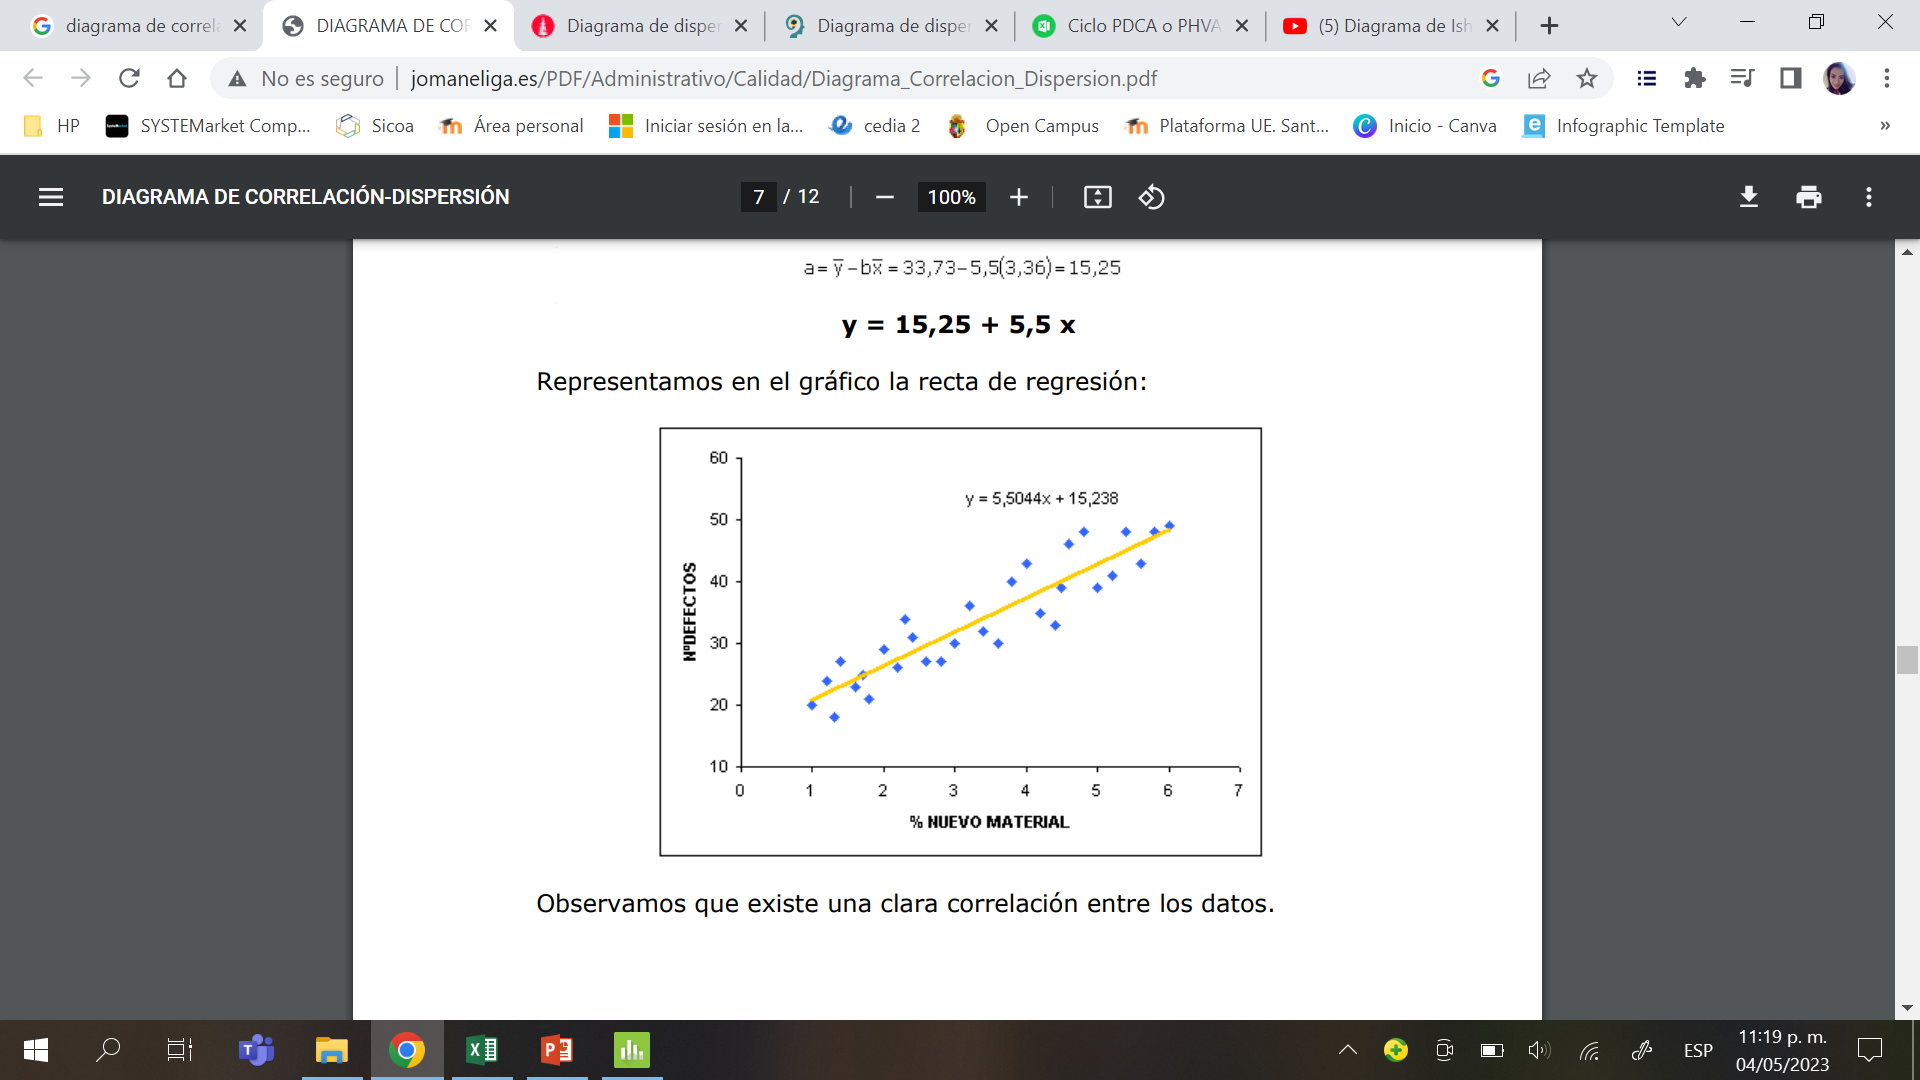 diagrama de correla
DIAGRAMA DE COR
Diagrama de disper
Diagrama de disper
Ciclo PDCA o PHVA
(5) Diagrama de Ish
No es seguro
jomaneliga.es/PDF/Administrativo/Calidad/Diagrama_Correlacion_Dispersion.pdf
HP
SYSTEMarket Comp...
Sicoa
Área personal
Iniciar sesión en la...
cedia 2
Open Campus
Plataforma UE. Sant...
Inicio - Canva
Infographic Template
»
DIAGRAMA DE CORRELACIÓN-DISPERSIÓN
7 / 12
100%
a = y̅ – bx̅ = 33,73 – 5,5(3,36) = 15,25
y = 15,25 + 5,5 x
Representamos en el gráfico la recta de regresión:
60
50
40
30
20
10
NºDEFECTOS
y = 5,5044x + 15,238
0 1 2 3 4 5 6 7
% NUEVO MATERIAL
Observamos que existe una clara correlación entre los datos.
ESP
11:19 p. m.
04/05/2023